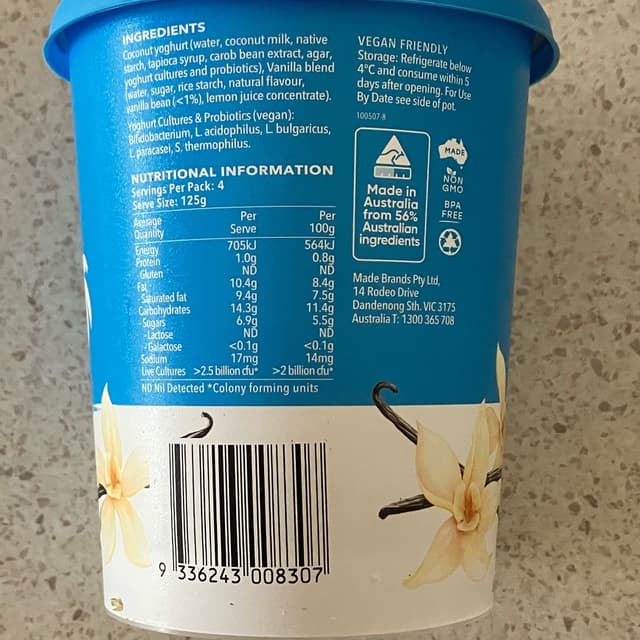 INGREDIENTS
Coconut yoghurt (water, coconut milk, native
starch, tapioca syrup, carob bean extract, agar,
yoghurt cultures and probiotics), Vanilla blend
(water, sugar, rice starch, natural flavour,
vanilla bean (<1%), lemon juice concentrate).
Yoghurt Cultures & Probiotics (vegan):
Bifidobacterium, L. acidophilus, L. bulgaricus,
L. paracasei, S. thermophilus.
NUTRITIONAL INFORMATION
Servings Per Pack: 4
Serve Size: 125g
Average Quantity Per Serve Per 100g
Energy 705kJ 564kJ
Protein 1.0g 0.8g
Gluten ND ND
Fat 10.4g 8.4g
Saturated fat 9.4g 7.5g
Carbohydrates 14.3g 11.4g
Sugars 6.9g 5.5g
-Lactose ND ND
-Galactose <0.1g <0.1g
Sodium 17mg 14mg
Live Cultures >2.5 billion cfu* >2 billion cfu*
ND Nil Detected *Colony forming units
VEGAN FRIENDLY
Storage: Refrigerate below
4°C and consume within 5
days after opening. For Use
By Date see side of pot.
100507-8
Made in
Australia
from 56%
Australian
ingredients
MADE
NON
GMO
BPA
FREE
Made Brands Pty Ltd,
14 Rodeo Drive
Dandenong Sth. VIC 3175
Australia T: 1300 365 708
9 336243 008307